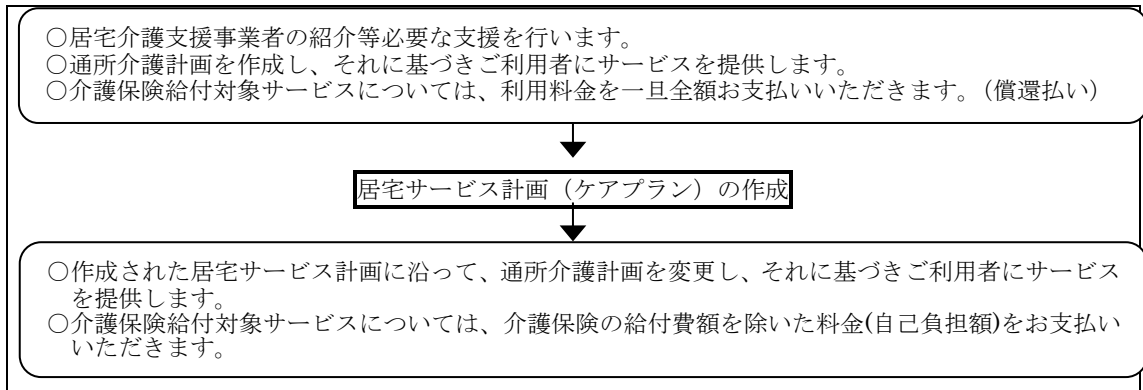 ○居宅介護支援事業者の紹介等必要な支援を行います。
○通所介護計画を作成し、それに基づきご利用者にサービスを提供します。
○介護保険給付対象サービスについては、利用料金を一旦全額お支払いいただきます。(償還払い)
居宅サービス計画（ケアプラン）の作成
○作成された居宅サービス計画に沿って、通所介護計画を変更し、それに基づきご利用者にサービス
を提供します。
○介護保険給付対象サービスについては、介護保険の給付費額を除いた料金(自己負担額)をお支払い
いただきます。